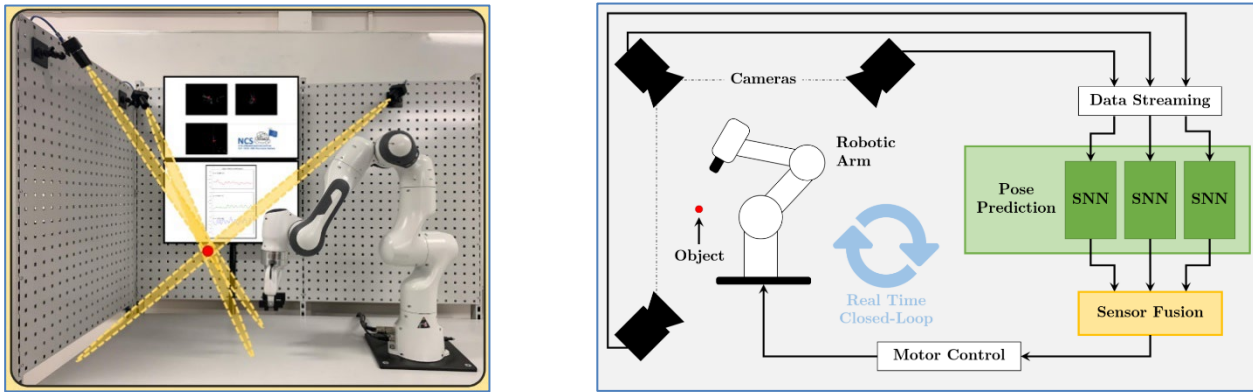 NCS
Cameras
Data Streaming
Robotic
Arm
Pose
Prediction
SNN
SNN
SNN
Object
Real Time
Closed-Loop
Sensor Fusion
Motor Control